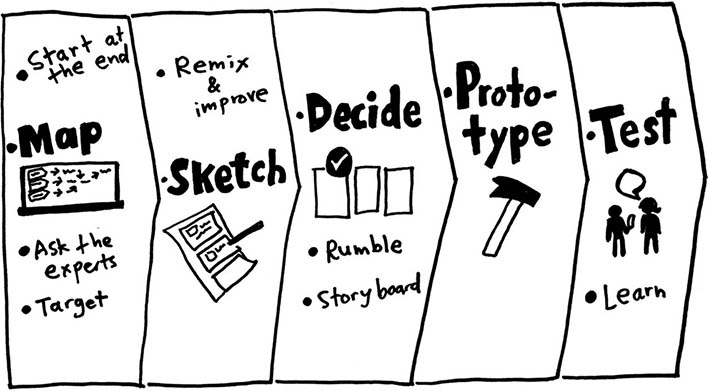 • Start at
the end
• Map
• Ask the
experts
• Target
• Remix
&
improve
• Sketch
• Decide
• Rumble
• Story board
• Proto-
type
• Test
• Learn